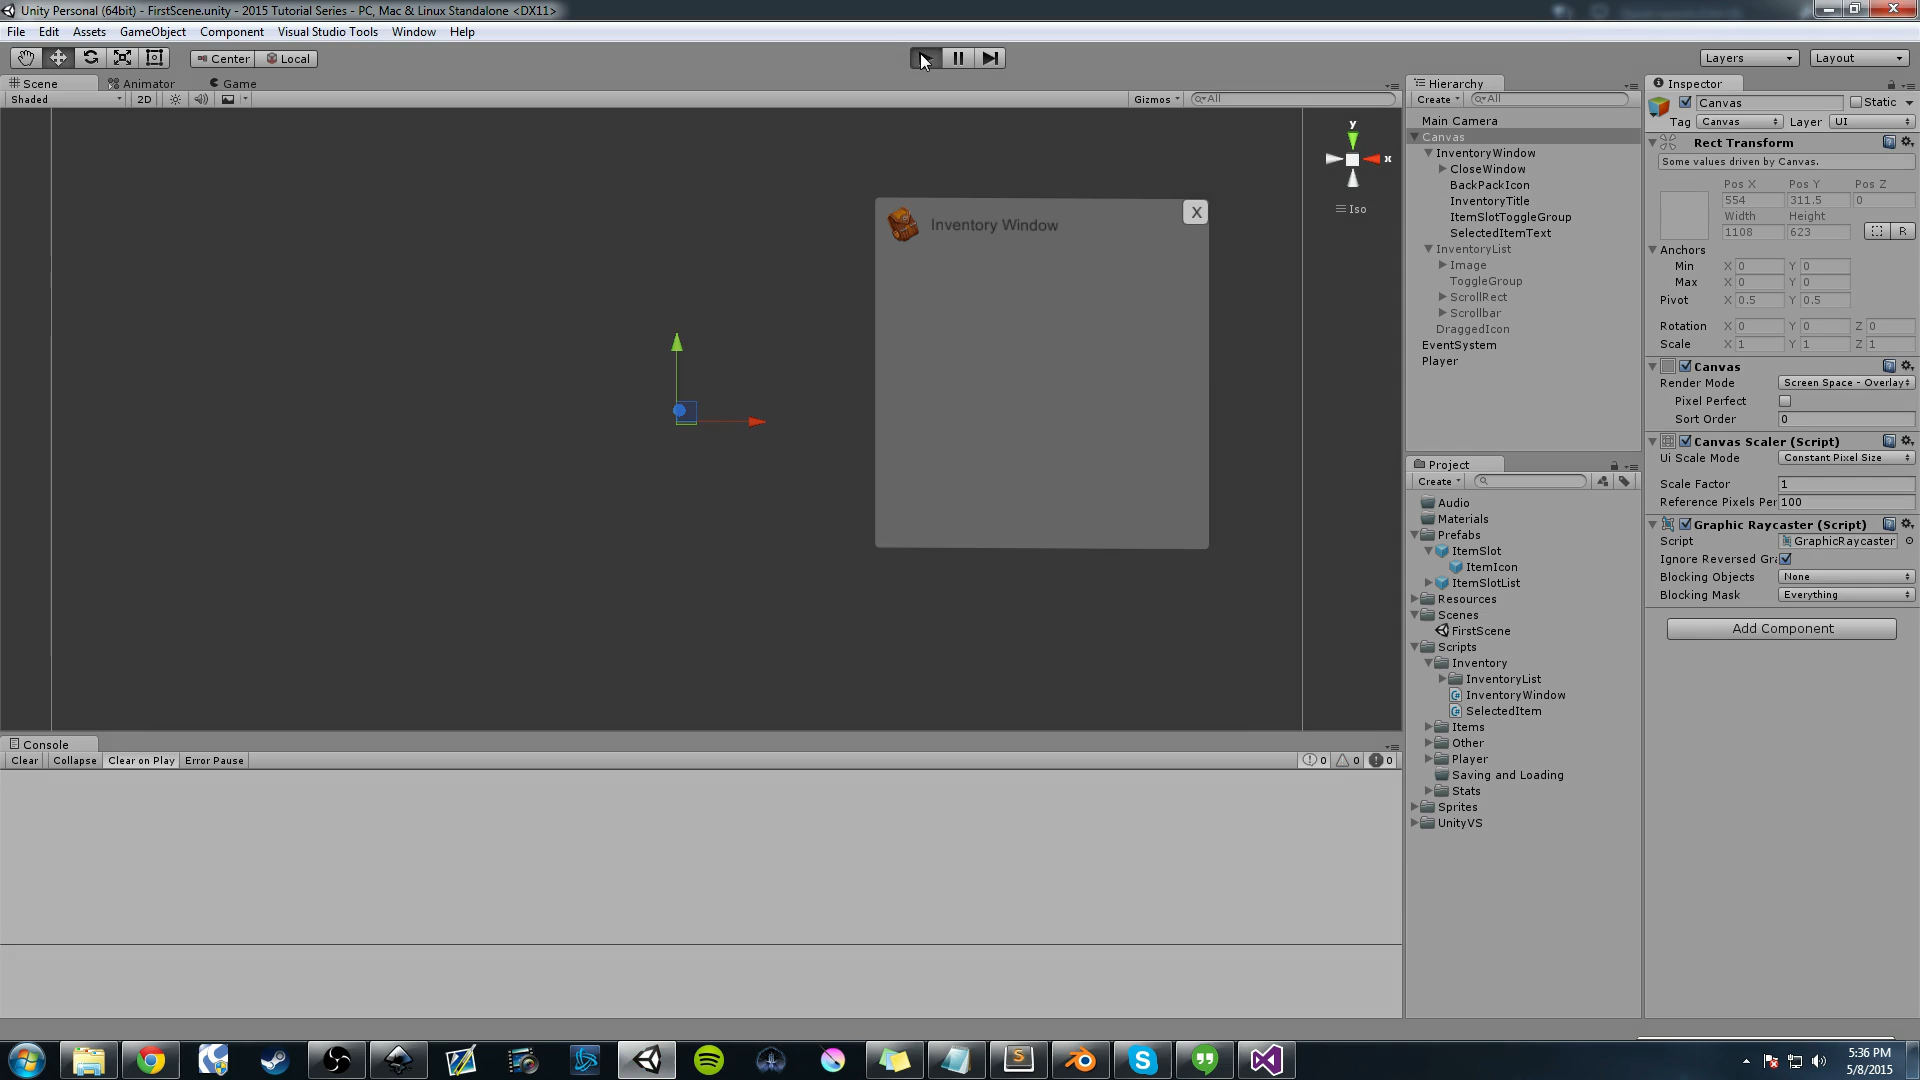 Unity Personal (64bit) - FirstScene.unity - 2015 Tutorial Series - PC, Mac & Linux Standalone <DX11>
File Edit Assets GameObject Component Visual Studio Tools Window Help
Center Local Layers Layout
Scene Animator Game
Shaded 2D Gizmos All
y
x
Iso
Inventory Window X
Hierarchy
Create All
Main Camera
Canvas
InventoryWindow
CloseWindow
BackPackIcon
InventoryTitle
ItemSlotToggleGroup
SelectedItemText
InventoryList
Image
ToggleGroup
ScrollRect
Scrollbar
DraggedIcon
EventSystem
Player
Project
Create
Audio
Materials
Prefabs
ItemSlot
ItemIcon
ItemSlotList
Resources
Scenes
FirstScene
Scripts
Inventory
InventoryList
InventoryWindow
SelectedItem
Items
Other
Player
Saving and Loading
Stats
Sprites
UnityVS
Inspector
Canvas Static
Tag Canvas Layer UI
Rect Transform
Some values driven by Canvas.
Pos X Pos Y Pos Z
554 311.5 0
Width Height
1108 623 R
Anchors
Min X 0 Y 0
Max X 0 Y 0
Pivot X 0.5 Y 0.5
Rotation X 0 Y 0 Z 0
Scale X 1 Y 1 Z 1
Canvas
Render Mode Screen Space - Overlay
Pixel Perfect
Sort Order 0
Canvas Scaler (Script)
Ui Scale Mode Constant Pixel Size
Scale Factor 1
Reference Pixels Per 100
Graphic Raycaster (Script)
Script GraphicRaycaster
Ignore Reversed Gra
Blocking Objects None
Blocking Mask Everything
Add Component
Console
Clear Collapse Clear on Play Error Pause 0 0 0
5:36 PM
5/8/2015